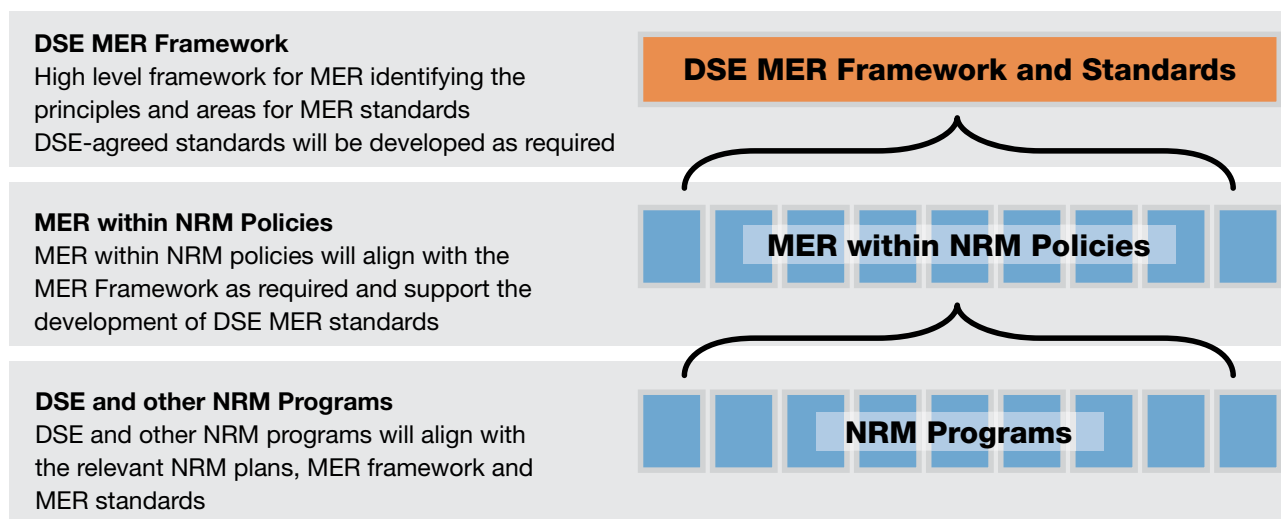 DSE MER Framework
High level framework for MER identifying the
principles and areas for MER standards
DSE-agreed standards will be developed as required
DSE MER Framework and Standards
MER within NRM Policies
MER within NRM policies will align with the
MER Framework as required and support the
development of DSE MER standards
MER within NRM Policies
DSE and other NRM Programs
DSE and other NRM programs will align with
the relevant NRM plans, MER framework and
MER standards
NRM Programs